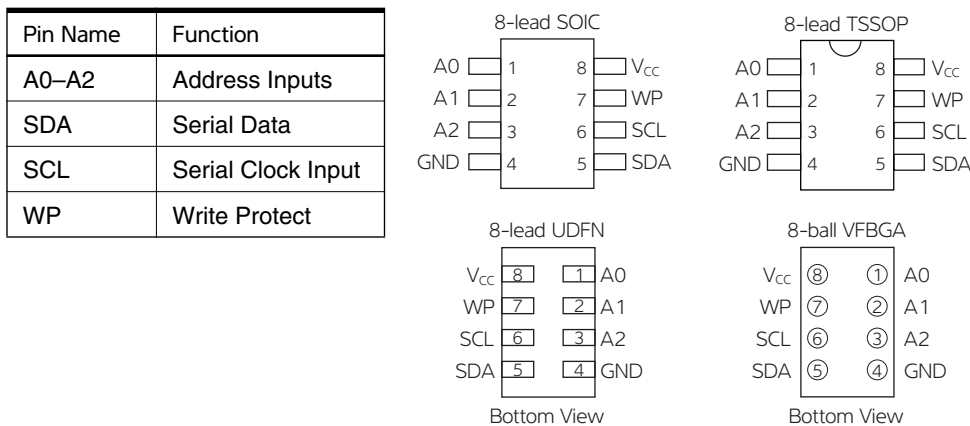 Pin Name Function
A0–A2 Address Inputs
SDA Serial Data
SCL Serial Clock Input
WP Write Protect
8-lead SOIC
A0 1 8 VCC
A1 2 7 WP
A2 3 6 SCL
GND 4 5 SDA
8-lead TSSOP
A0 1 8 VCC
A1 2 7 WP
A2 3 6 SCL
GND 4 5 SDA
8-lead UDFN
VCC 8 1 A0
WP 7 2 A1
SCL 6 3 A2
SDA 5 4 GND
Bottom View
8-ball VFBGA
VCC 8 1 A0
WP 7 2 A1
SCL 6 3 A2
SDA 5 4 GND
Bottom View